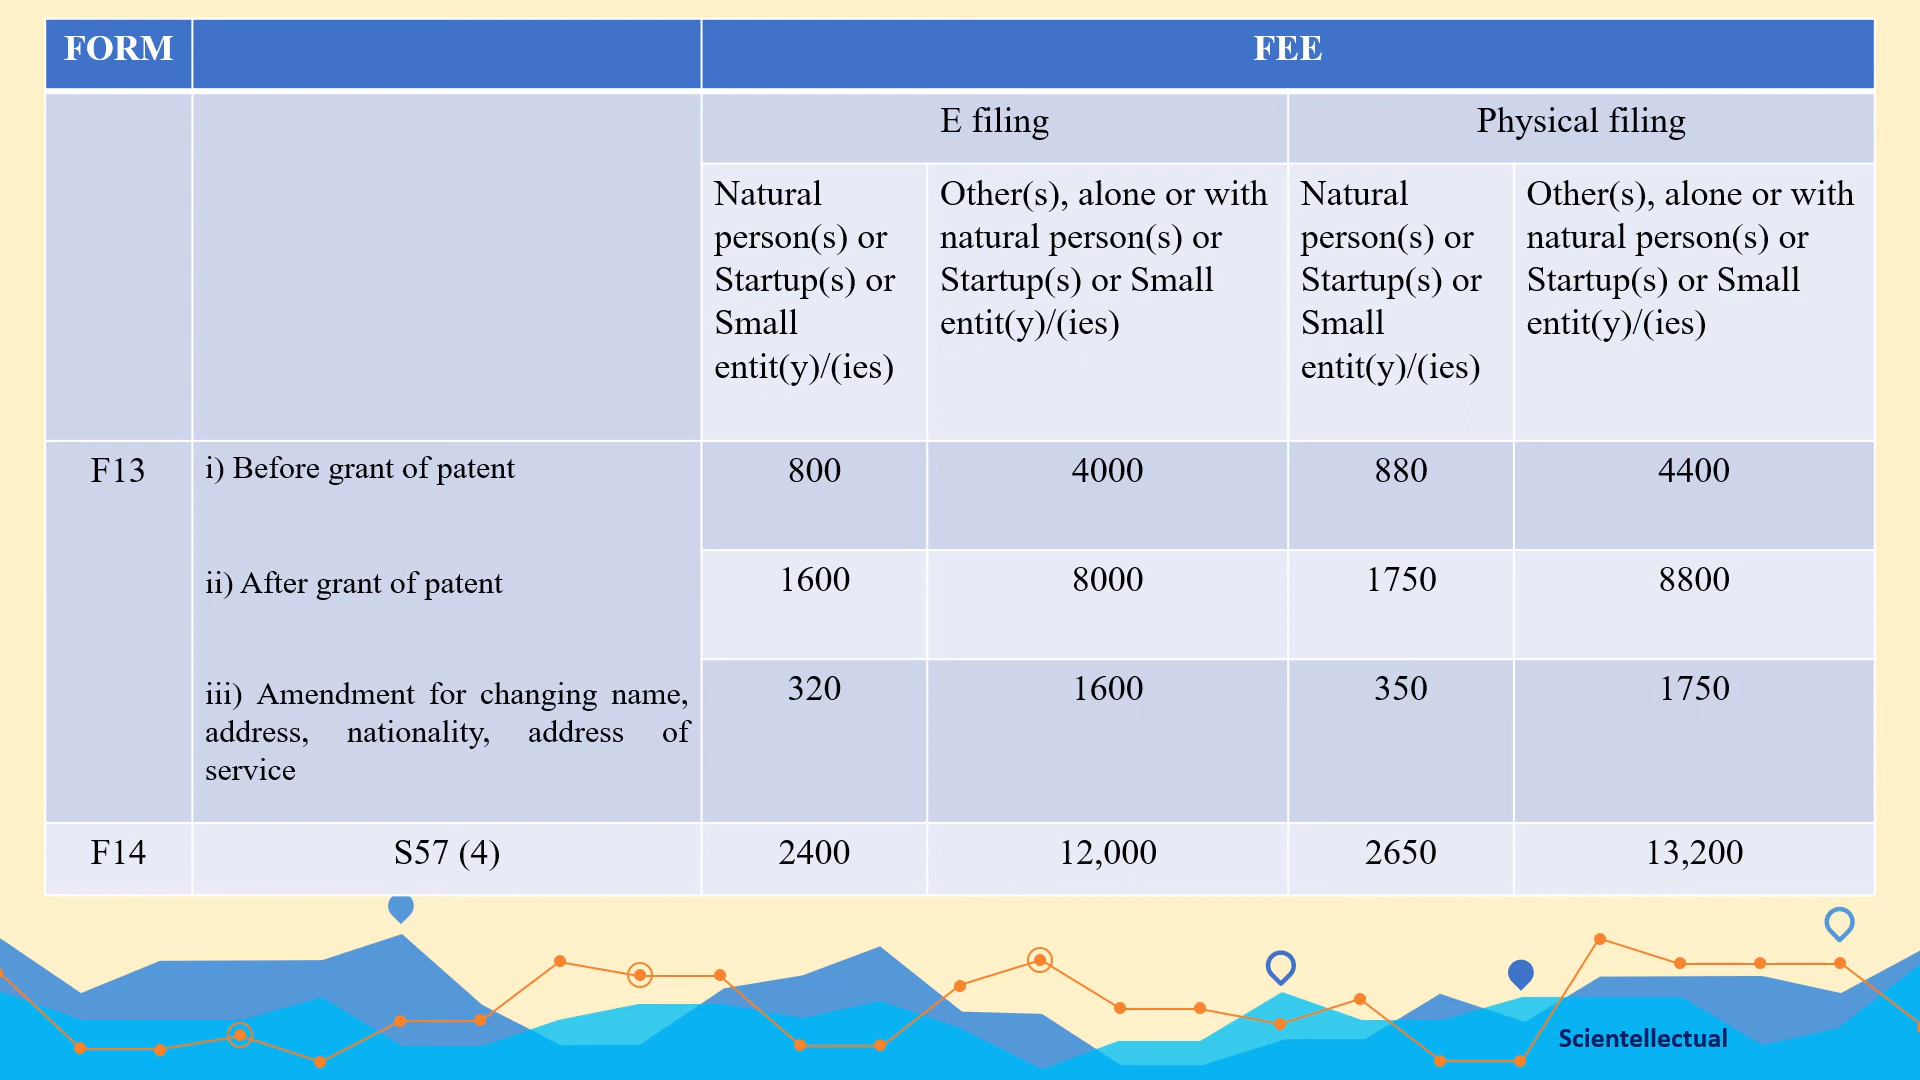 FORM
FEE
E filing
Physical filing
Natural
person(s) or
Startup(s) or
Small
entit(y)/(ies)
Other(s), alone or with
natural person(s) or
Startup(s) or Small
entit(y)/(ies)
Natural
person(s) or
Startup(s) or
Small
entit(y)/(ies)
Other(s), alone or with
natural person(s) or
Startup(s) or Small
entit(y)/(ies)
F13
i) Before grant of patent
800
4000
880
4400
ii) After grant of patent
1600
8000
1750
8800
iii) Amendment for changing name,
address, nationality, address of
service
320
1600
350
1750
F14
S57 (4)
2400
12,000
2650
13,200
Scientellectual